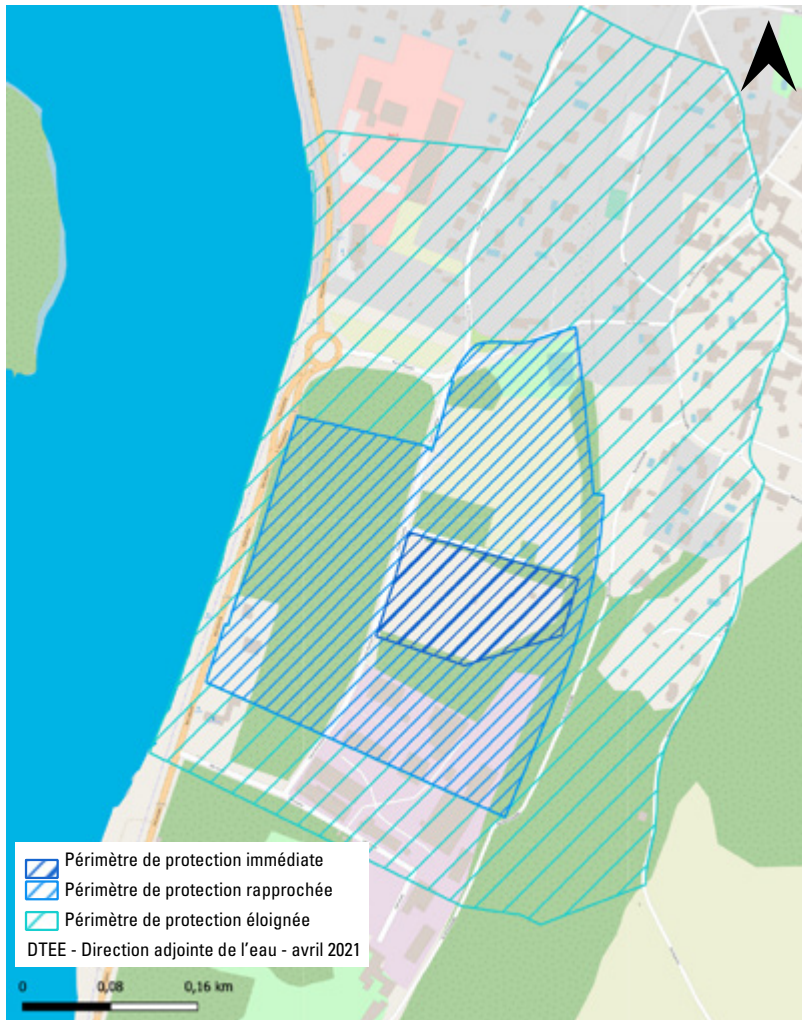 Périmètre de protection immédiate
Périmètre de protection rapprochée
Périmètre de protection éloignée
DTEE - Direction adjointe de l'eau - avril 2021
0 0,08 0,16 km